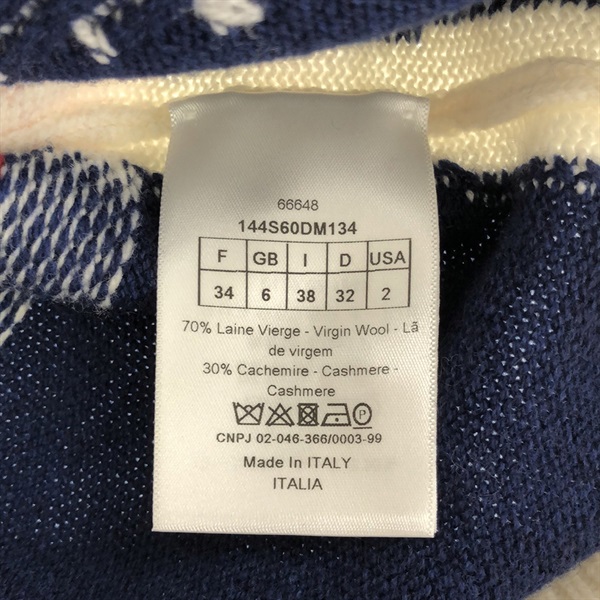 66648
144S60DM134
F GB I D USA
34 6 38 32 2
70% Laine Vierge - Virgin Wool - Lã
de virgem
30% Cachemire - Cashmere -
Cashmere
P
CNPJ 02-046-366/0003-99
Made In ITALY
ITALIA